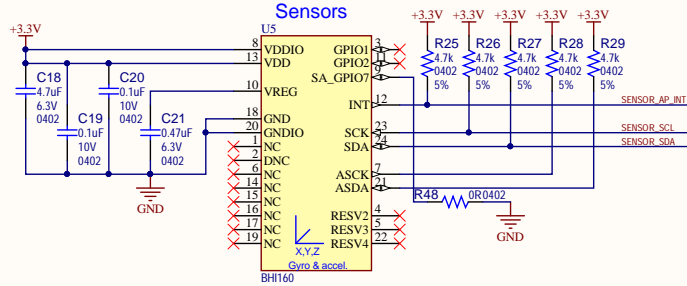 Sensors
+3.3V
U5
+3.3V +3.3V +3.3V +3.3V +3.3V
8 VDDIO
13 VDD
10 VREG
18 GND
20 GNDIO
1 NC
2 DNC
6 NC
14 NC
15 NC
16 NC
17 NC
19 NC
GPIO1 3
GPIO2 11
SA_GPIO7 9
INT 12
SCK 23
SDA 24
ASCK 7
ASDA 21
RESV2 4
RESV3 5
RESV4 22
X,Y,Z
Gyro & accel.
BHI160
C18
4.7uF
6.3V
0402
C19
0.1uF
10V
0402
C20
0.1uF
10V
0402
C21
0.47uF
6.3V
0402
GND
R25
4.7k
0402
5%
R26
4.7k
0402
5%
R27
4.7k
0402
5%
R28
4.7k
0402
5%
R29
4.7k
0402
5%
SENSOR_AP_INT
SENSOR_SCL
SENSOR_SDA
R48 0R0402
GND